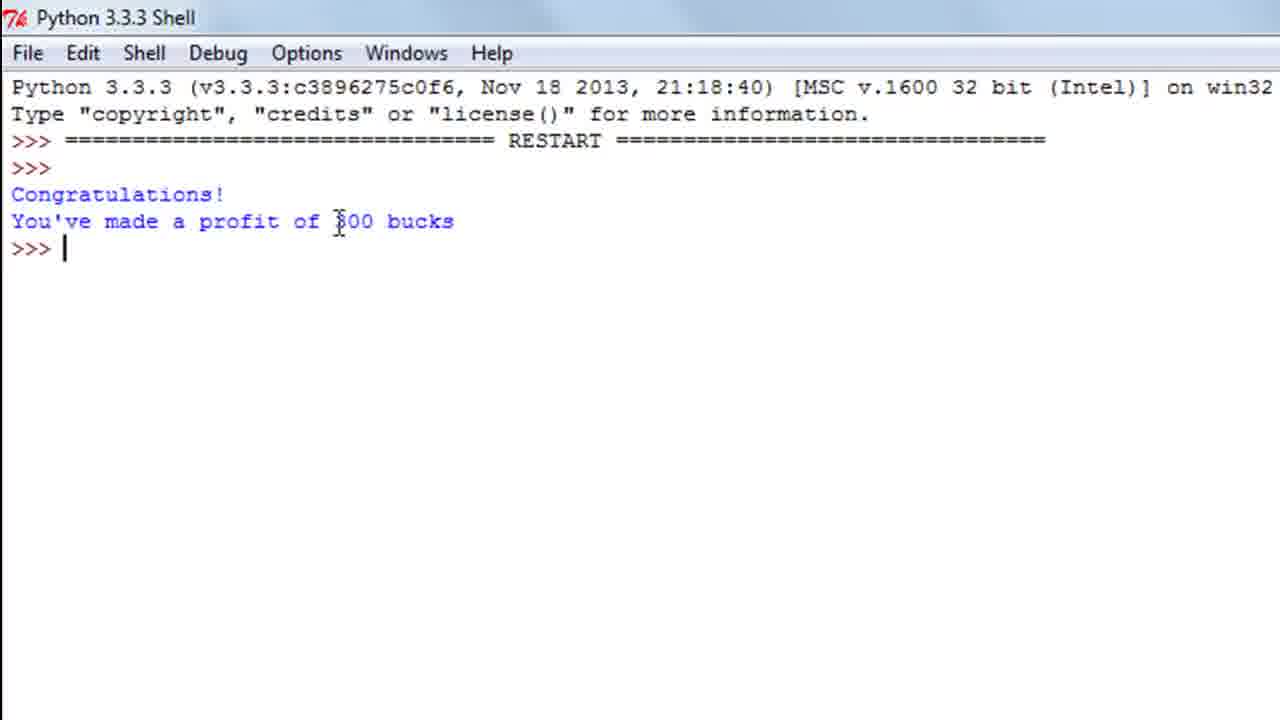 Python 3.3.3 Shell
File Edit Shell Debug Options Windows Help
Python 3.3.3 (v3.3.3:c3896275c0f6, Nov 18 2013, 21:18:40) [MSC v.1600 32 bit (Intel)] on win32
Type "copyright", "credits" or "license()" for more information.
>>> ================================ RESTART ================================
>>>
Congratulations!
You've made a profit of bucks
>>>